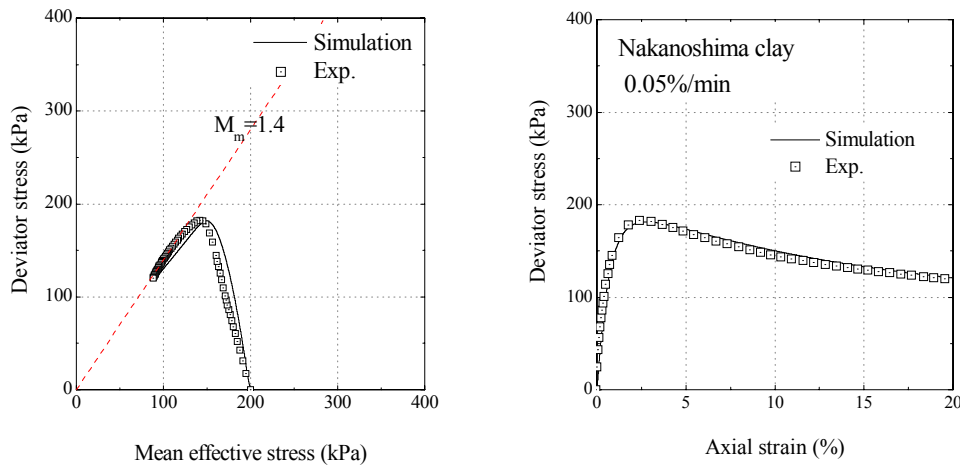 400
300
200
100
0
0
100
200
300
400
Deviator stress (kPa)
Mean effective stress (kPa)
Simulation
Exp.
M_m=1.4
400
300
200
100
0
0
5
10
15
20
Deviator stress (kPa)
Axial strain (%)
Nakanoshima clay
0.05%/min
Simulation
Exp.